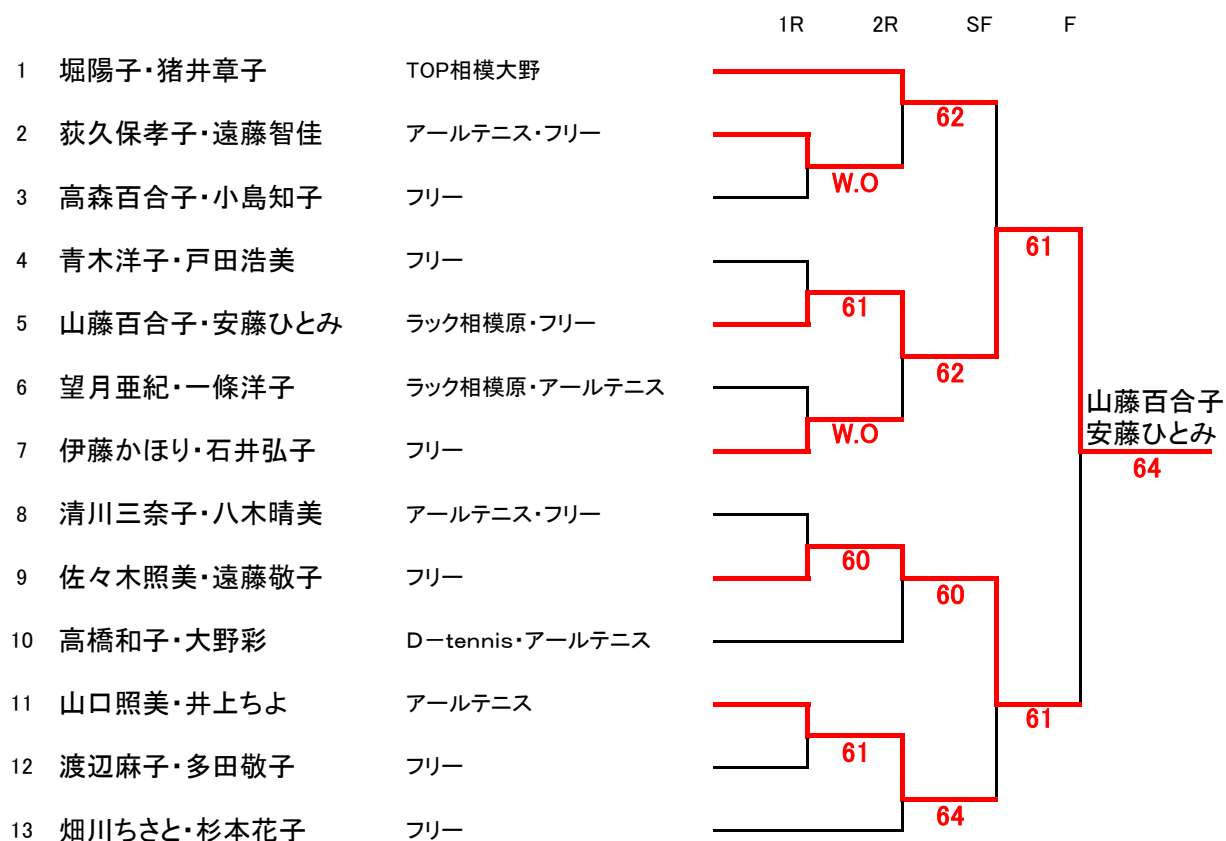 1R 2R SF F
1 堀陽子・猪井章子 TOP相模大野
62
2 荻久保孝子・遠藤智佳 アールテニス・フリー
W.O
3 高森百合子・小島知子 フリー
61
4 青木洋子・戸田浩美 フリー
61
5 山藤百合子・安藤ひとみ ラック相模原・フリー
62
6 望月亜紀・一條洋子 ラック相模原・アールテニス
山藤百合子
安藤ひとみ
W.O
7 伊藤かほり・石井弘子 フリー
64
8 清川三奈子・八木晴美 アールテニス・フリー
60
9 佐々木照美・遠藤敬子 フリー
60
10 高橋和子・大野彩 D－tennis・アールテニス
11 山口照美・井上ちよ アールテニス
61
61
12 渡辺麻子・多田敬子 フリー
64
13 畑川ちさと・杉本花子 フリー